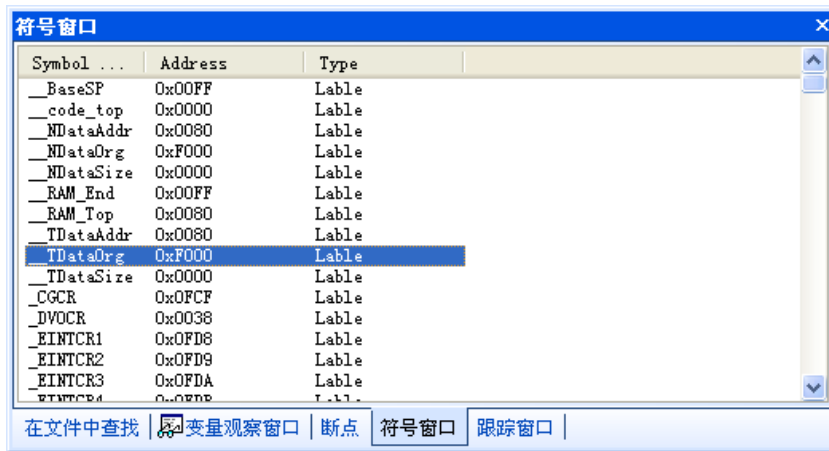 符号窗口
Symbol ... Address Type
__BaseSP 0x00FF Lable
__code_top 0x0000 Lable
__NDataAddr 0x0080 Lable
__NDataOrg 0xF000 Lable
__NDataSize 0x0000 Lable
__RAM_End 0x00FF Lable
__RAM_Top 0x0080 Lable
__TDataAddr 0x0080 Lable
__TDataOrg 0xF000 Lable
__TDataSize 0x0000 Lable
_CGCR 0x0FCF Lable
_DVOCR 0x0038 Lable
_EINTCR1 0x0FD8 Lable
_EINTCR2 0x0FD9 Lable
_EINTCR3 0x0FDA Lable
在文件中查找 变量观察窗口 断点 符号窗口 跟踪窗口